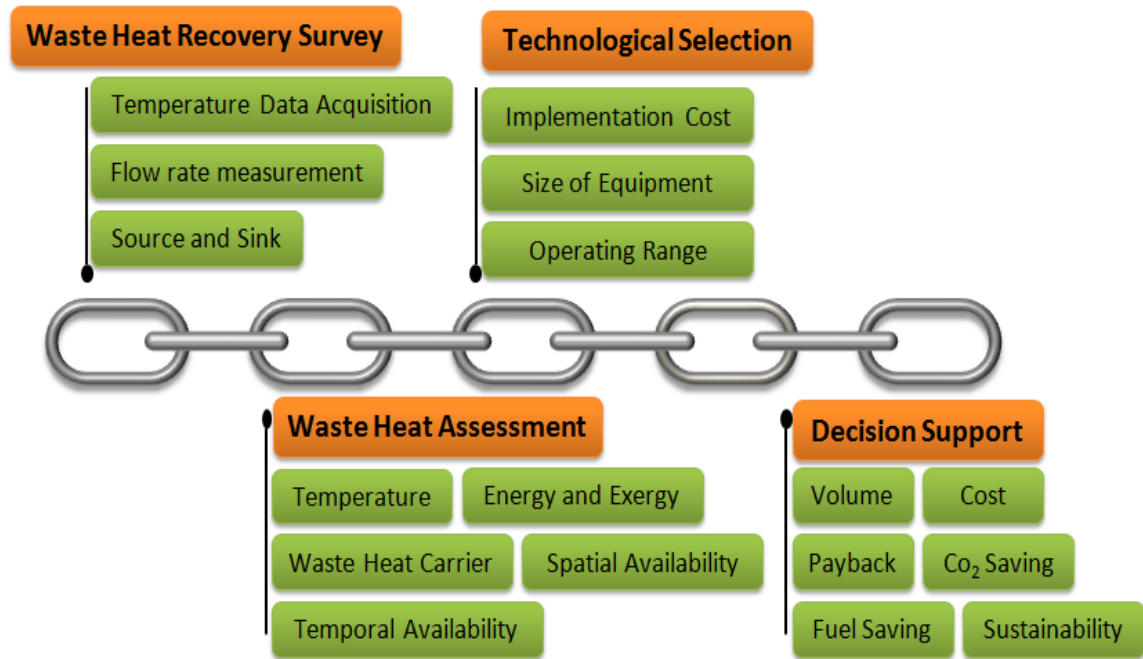 Waste Heat Recovery Survey
Temperature Data Acquisition
Flow rate measurement
Source and Sink
Technological Selection
Implementation Cost
Size of Equipment
Operating Range
Waste Heat Assessment
Temperature
Energy and Exergy
Waste Heat Carrier
Spatial Availability
Temporal Availability
Decision Support
Volume
Cost
Payback
Co₂ Saving
Fuel Saving
Sustainability